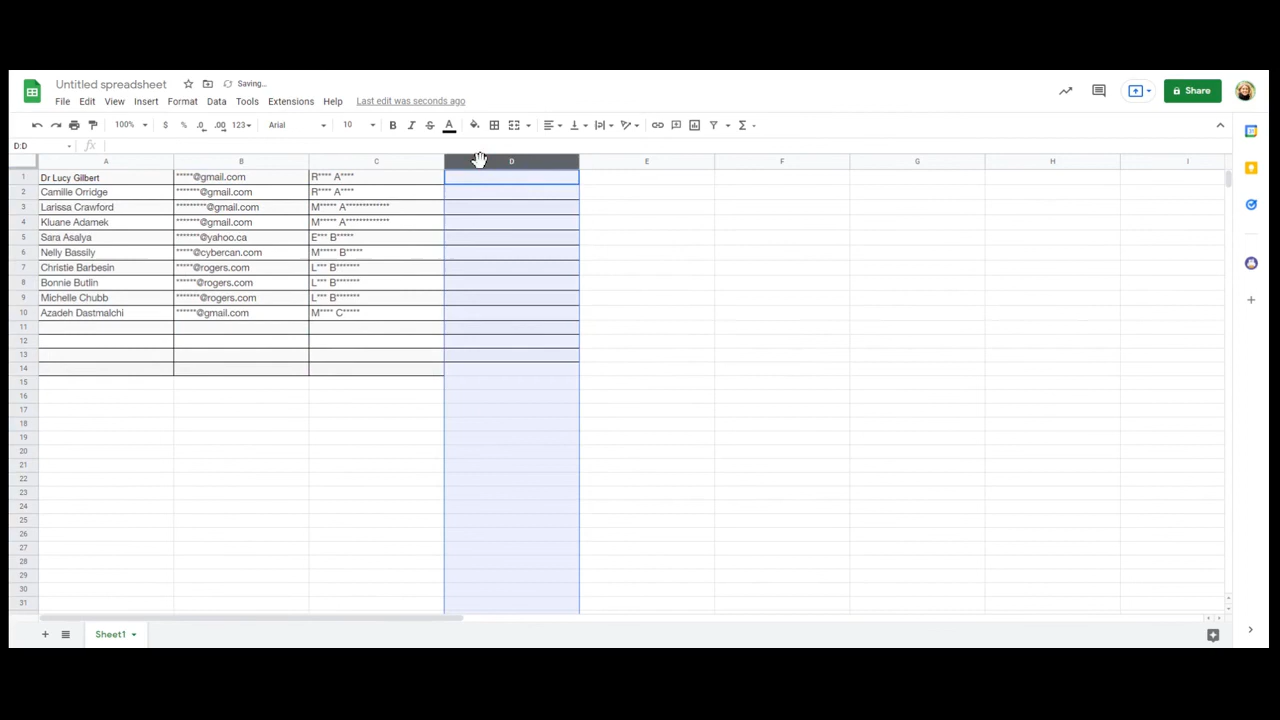 Untitled spreadsheet Saving...
File Edit View Insert Format Data Tools Extensions Help Last edit was seconds ago
Share
100% $ % .0 .00 123 Arial 10 B I S A Σ
D:D fx
A B C D E F G H I
1 Dr Lucy Gilbert *****@gmail.com R**** A****
2 Camille Orridge *******@gmail.com R**** A****
3 Larissa Crawford *********@gmail.com M***** A*************
4 Kluane Adamek *******@gmail.com M***** A*************
5 Sara Asalya *******@yahoo.ca E*** B*****
6 Nelly Bassily *****@cybercan.com M***** B*****
7 Christie Barbesin ****@rogers.com L*** B*******
8 Bonnie Butlin ******@rogers.com L*** B*******
9 Michelle Chubb *******@rogers.com L*** B*******
10 Azadeh Dastmalchi ******@gmail.com M**** C*****
11
12
13
14
15
16
17
18
19
20
21
22
23
24
25
26
27
28
29
30
31
Sheet1